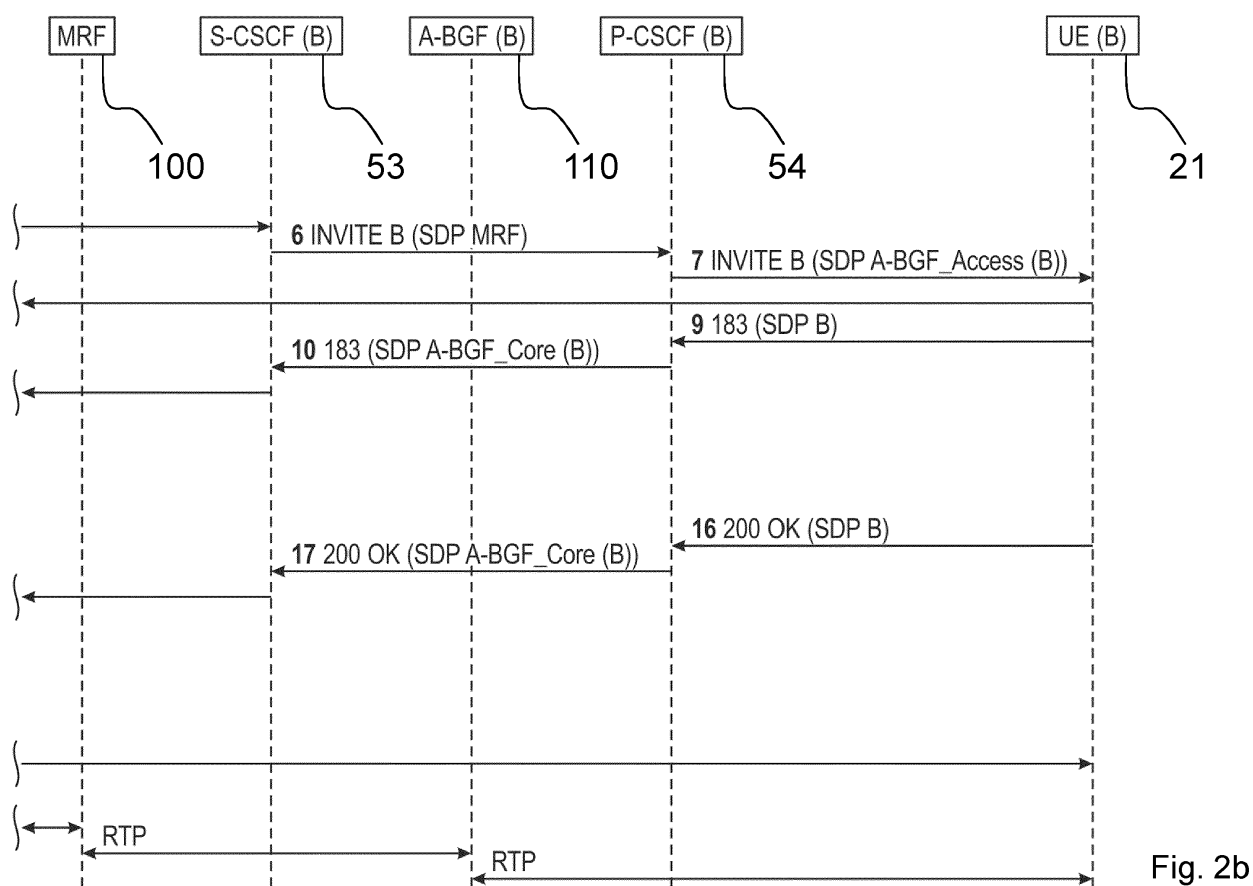 MRF
S-CSCF (B)
A-BGF (B)
P-CSCF (B)
UE (B)
100
53
110
54
21
6 INVITE B (SDP MRF)
7 INVITE B (SDP A-BGF_Access (B))
9 183 (SDP B)
10 183 (SDP A-BGF_Core (B))
16 200 OK (SDP B)
17 200 OK (SDP A-BGF_Core (B))
RTP
RTP
Fig. 2b